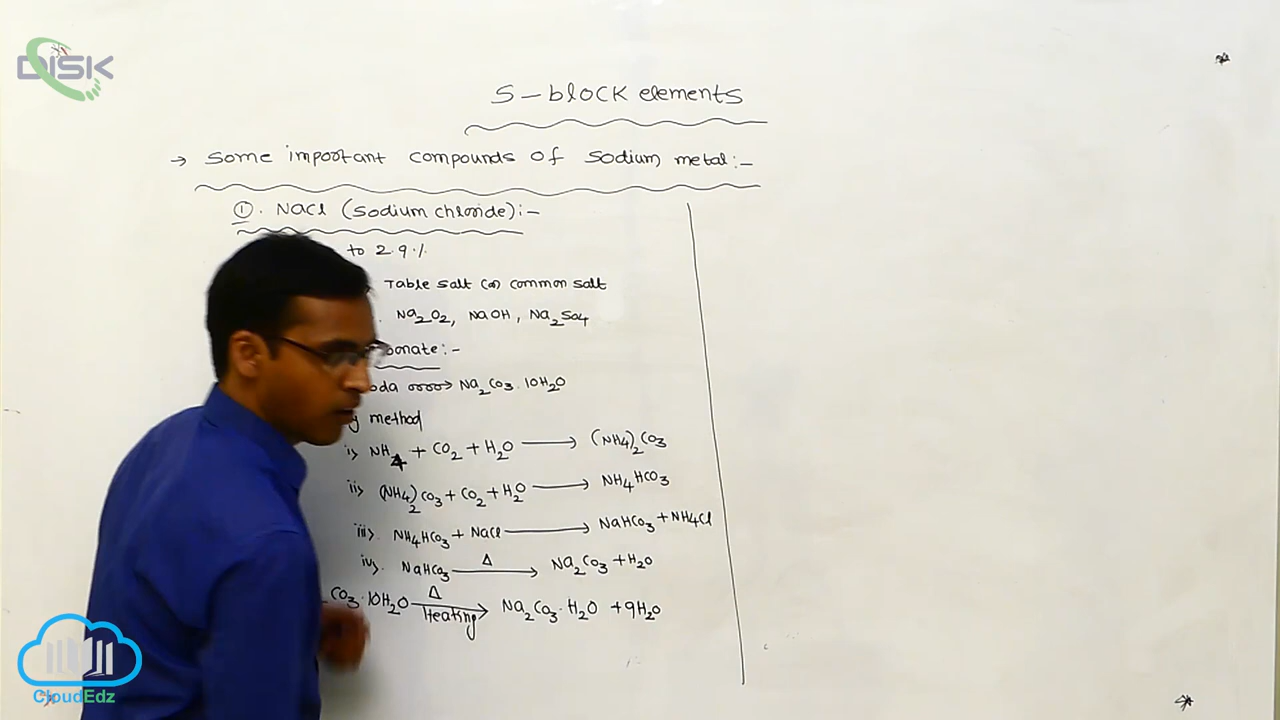 DISK
S-block elements
→ some important compounds of sodium metal:-
①. NaCl (sodium chloride):-
to 2.9.%
Table salt (or) common salt
Na₂O₂, NaOH, Na₂SO₄
onate:-
oda → Na₂CO₃.10H₂O
y method
i> NH₄ + CO₂ + H₂O → (NH₄)₂CO₃
ii> (NH₄)₂CO₃ + CO₂ + H₂O → NH₄HCO₃
iii>. NH₄HCO₃ + NaCl → NaHCO₃ + NH₄Cl
iv>. NaHCO₃ Δ → Na₂CO₃ + H₂O
CO₃.10H₂O Δ Heating → Na₂CO₃.H₂O + 9H₂O
CloudEdz